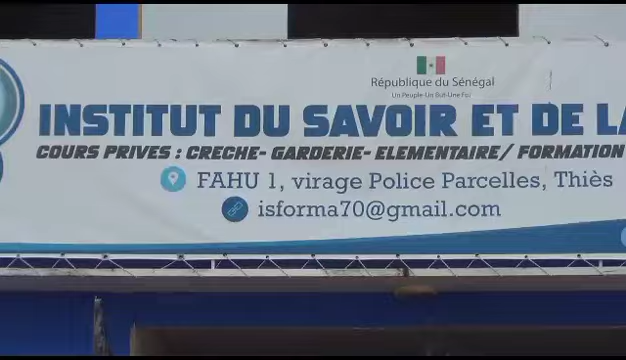 République du Sénégal
Un Peuple-Un But-Une Foi
INSTITUT DU SAVOIR ET DE
COURS PRIVES : CRECHE- GARDERIE- ELEMENTAIRE/ FORMATION
FAHU 1, virage Police Parcelles, Thiès
isforma70@gmail.com